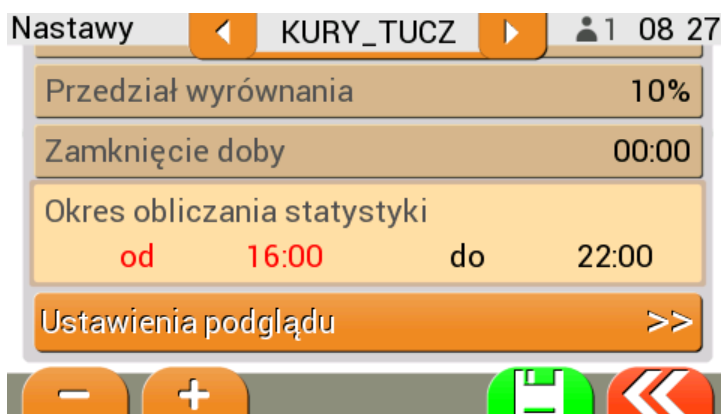 Nastawy KURY_TUCZ 1 08 27
Przedział wyrównania 10%
Zamknięcie doby 00:00
Okres obliczania statystyki
od 16:00 do 22:00
Ustawienia podglądu >>
- +